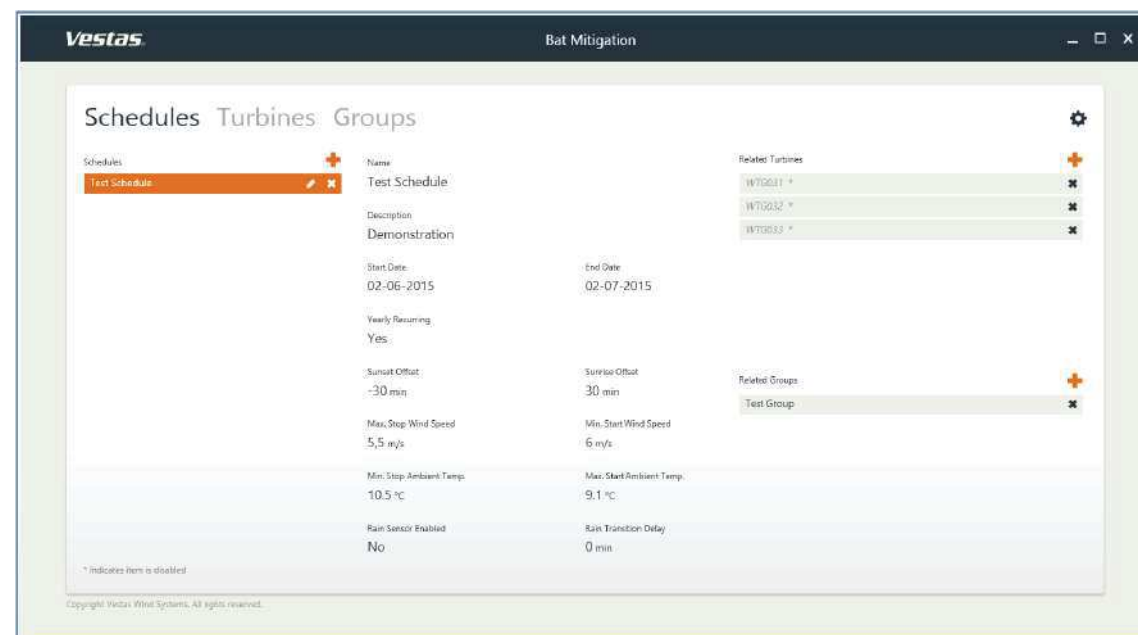 Vestas
Bat Mitigation
Schedules Turbines Groups
Schedules
Test Schedule
Name
Test Schedule
Description
Demonstration
Start Date
02-06-2015
End Date
02-07-2015
Yearly Recurring
Yes
Sunset Offset
-30 min
Sunrise Offset
30 min
Max. Stop Wind Speed
5,5 m/s
Min. Start Wind Speed
6 m/s
Min. Stop Ambient Temp.
10.5 °C
Max. Start Ambient Temp.
9.1 °C
Rain Sensor Enabled
No
Rain Transition Delay
0 min
Related Turbines
WTG031 *
WTG032 *
WTG033 *
Related Groups
Test Group
* Indicates item is disabled
Copyright Vestas Wind Systems. All rights reserved.